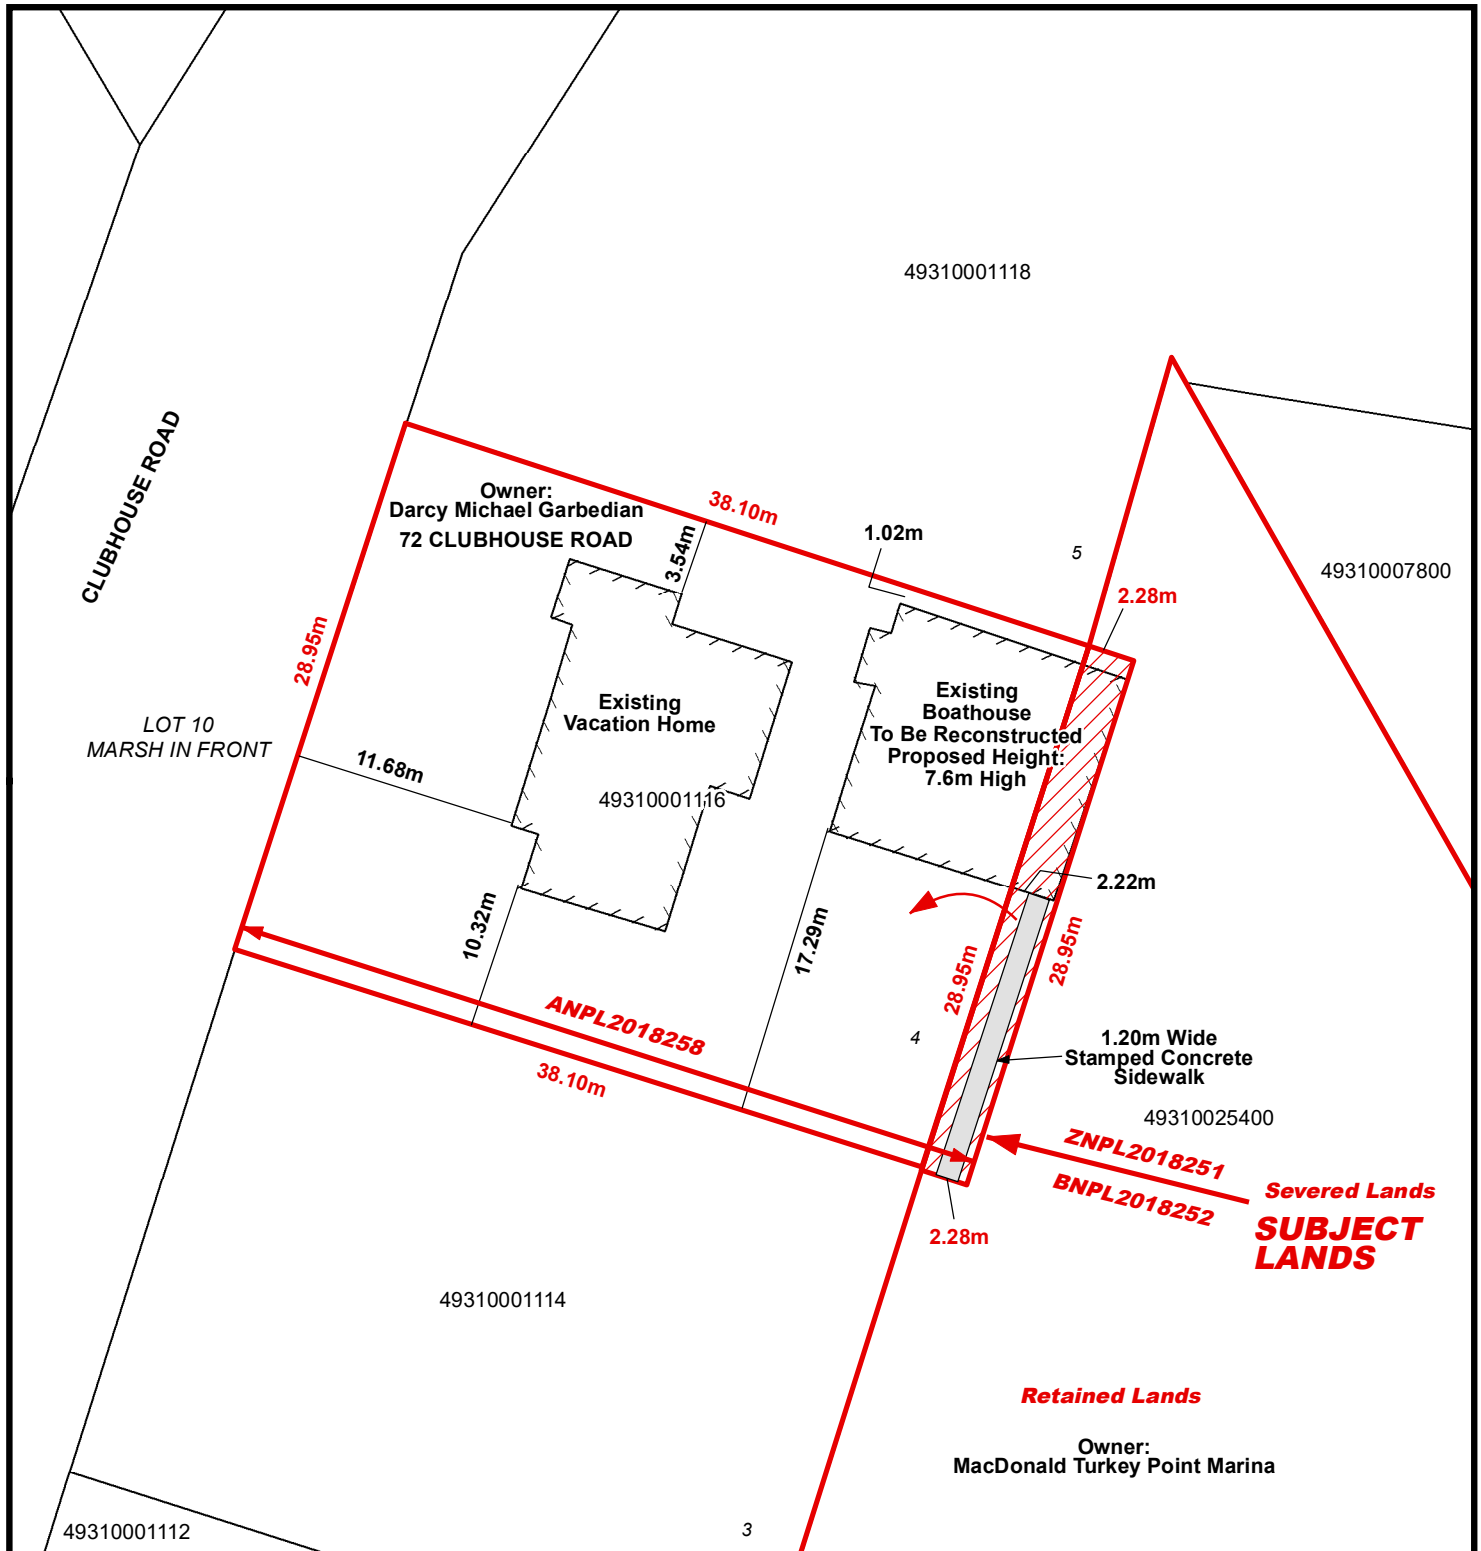 49310001118
CLUBHOUSE ROAD
Owner:
Darcy Michael Garbedian
72 CLUBHOUSE ROAD
38.10m
3.54m
1.02m
5
49310007800
2.28m
28.95m
LOT 10
MARSH IN FRONT
Existing
Vacation Home
Existing
Boathouse
To Be Reconstructed
Proposed Height:
7.6m High
11.68m
49310001116
2.22m
10.32m
17.29m
28.95m
28.95m
ANPL2018258
38.10m
4
1.20m Wide
Stamped Concrete
Sidewalk
49310025400
ZNPL2018251
BNPL2018252
Severed Lands
SUBJECT
LANDS
2.28m
49310001114
Retained Lands
Owner:
MacDonald Turkey Point Marina
49310001112
3